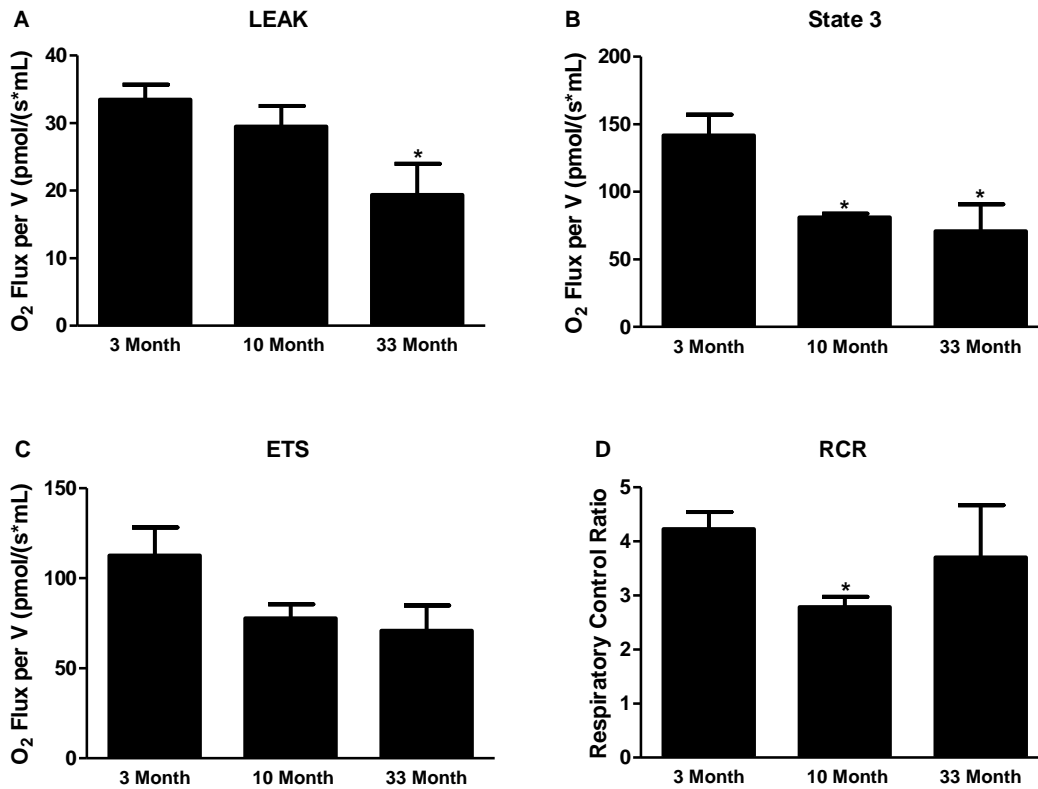 A
LEAK
O2 Flux per V (pmol/(s*mL)
40
30
20
10
0
*
3 Month
10 Month
33 Month
B
State 3
O2 Flux per V (pmol/(s*mL)
200
150
100
50
0
*
*
3 Month
10 Month
33 Month
C
ETS
O2 Flux per V (pmol/(s*mL)
150
100
50
0
3 Month
10 Month
33 Month
D
RCR
Respiratory Control Ratio
5
4
3
2
1
0
*
3 Month
10 Month
33 Month